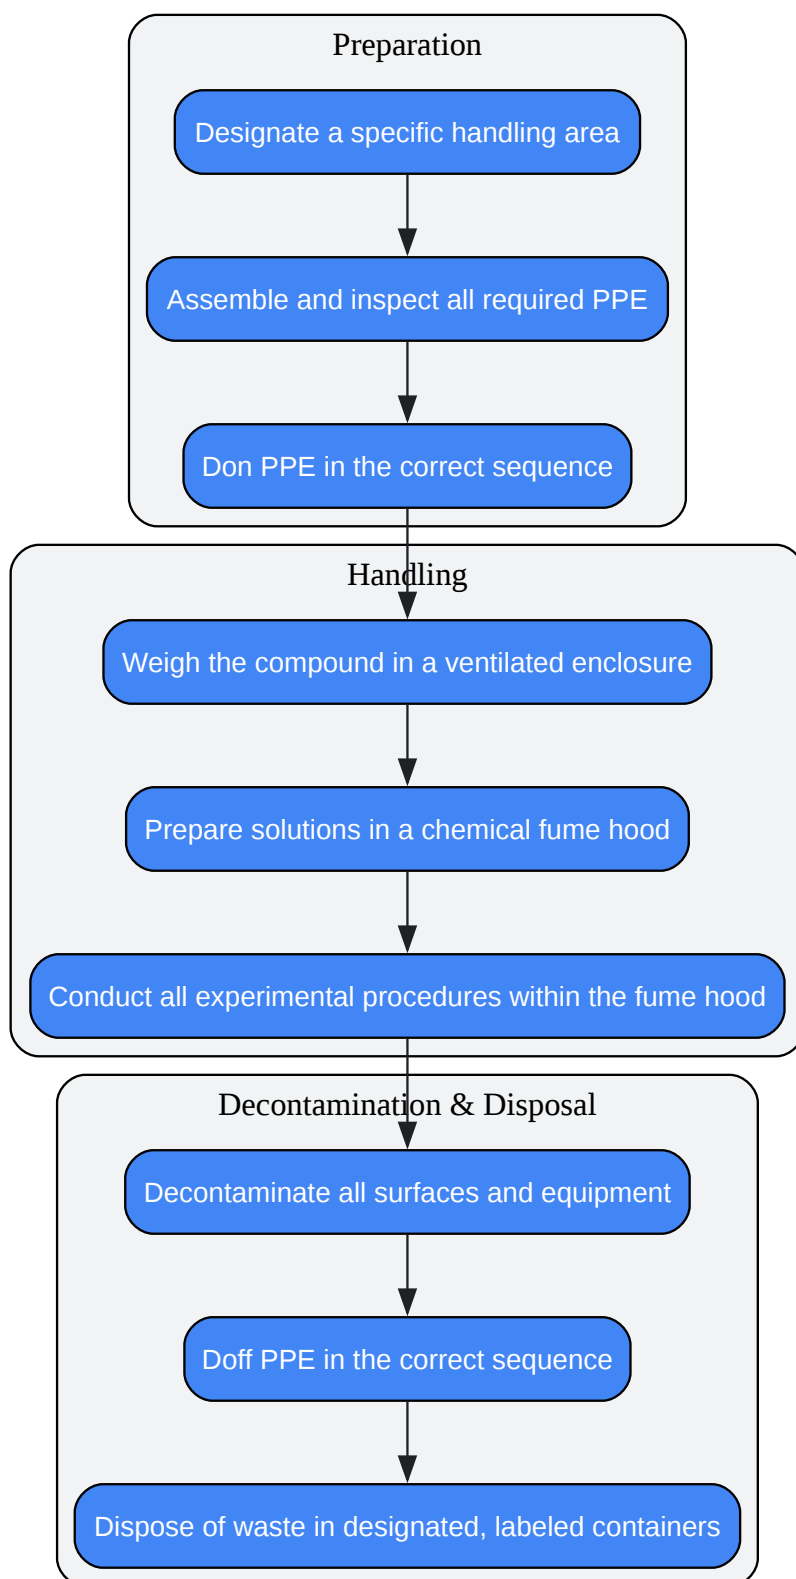 Preparation
Designate a specific handling area
Assemble and inspect all required PPE
Don PPE in the correct sequence
Handling
Weigh the compound in a ventilated enclosure
Prepare solutions in a chemical fume hood
Conduct all experimental procedures within the fume hood
Decontamination & Disposal
Decontaminate all surfaces and equipment
Doff PPE in the correct sequence
Dispose of waste in designated, labeled containers